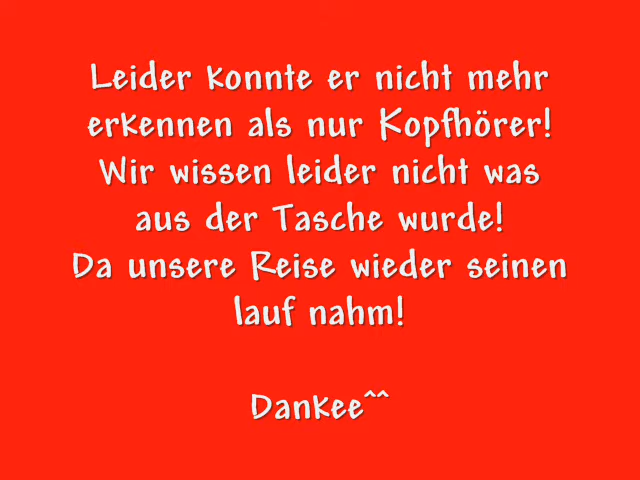 Leider konnte er nicht mehr
erkennen als nur Kopfhörer!
Wir wissen leider nicht was
aus der Tasche wurde!
Da unsere Reise wieder seinen
lauf nahm!
Dankee^^